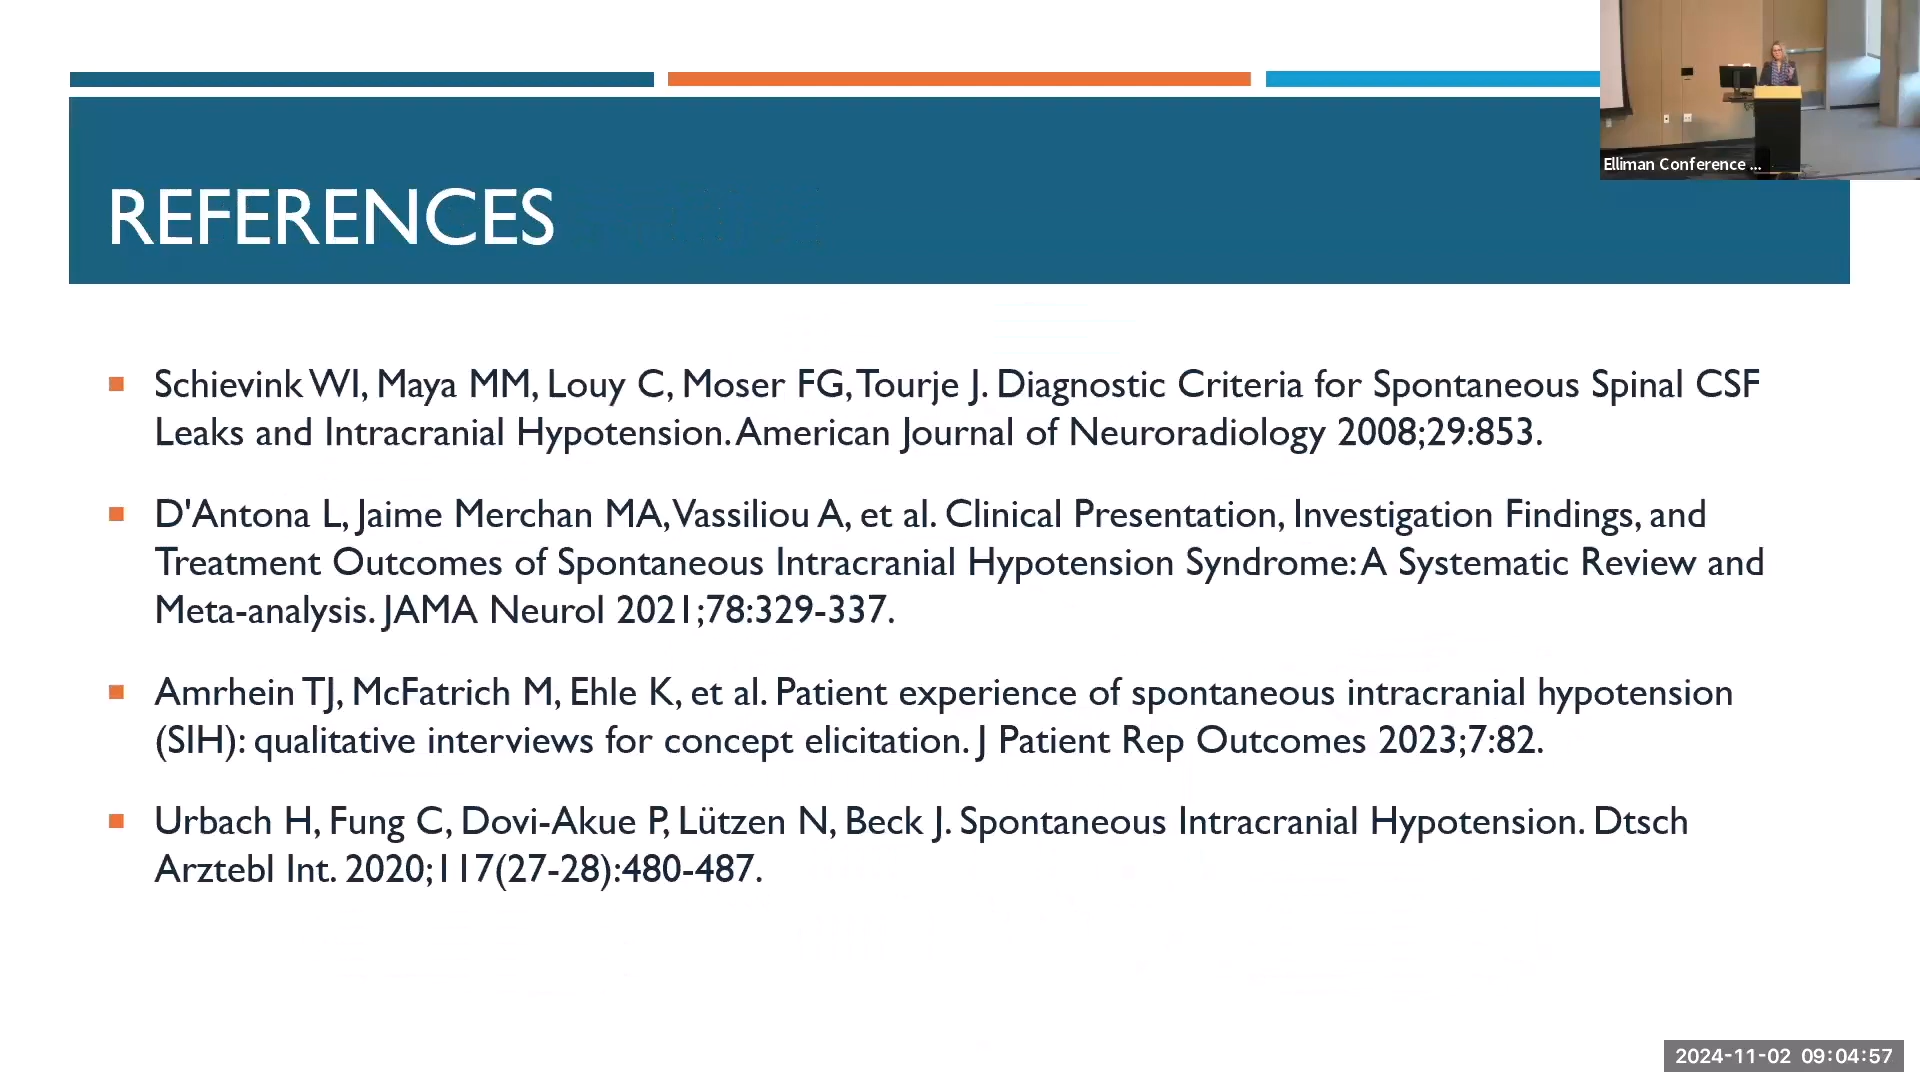 Elliman Conference ...
REFERENCES
Schievink WI, Maya MM, Louy C, Moser FG, Tourje J. Diagnostic Criteria for Spontaneous Spinal CSF
Leaks and Intracranial Hypotension. American Journal of Neuroradiology 2008;29:853.
D'Antona L, Jaime Merchan MA, Vassiliou A, et al. Clinical Presentation, Investigation Findings, and
Treatment Outcomes of Spontaneous Intracranial Hypotension Syndrome: A Systematic Review and
Meta-analysis. JAMA Neurol 2021;78:329-337.
Amrhein TJ, McFatrich M, Ehle K, et al. Patient experience of spontaneous intracranial hypotension
(SIH): qualitative interviews for concept elicitation. J Patient Rep Outcomes 2023;7:82.
Urbach H, Fung C, Dovi-Akue P, Lützen N, Beck J. Spontaneous Intracranial Hypotension. Dtsch
Arztebl Int. 2020;117(27-28):480-487.
2024-11-02 09:04:57